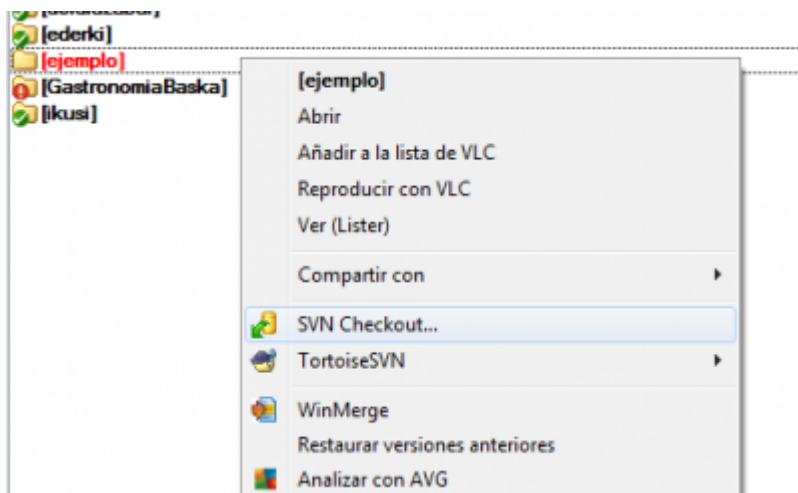 [ederki]
[ejemplo]
[GastronomiaBaska]
[ikusi]
[ejemplo]
Abrir
Añadir a la lista de VLC
Reproducir con VLC
Ver (Lister)
Compartir con
SVN Checkout...
TortoiseSVN
WinMerge
Restaurar versiones anteriores
Analizar con AVG